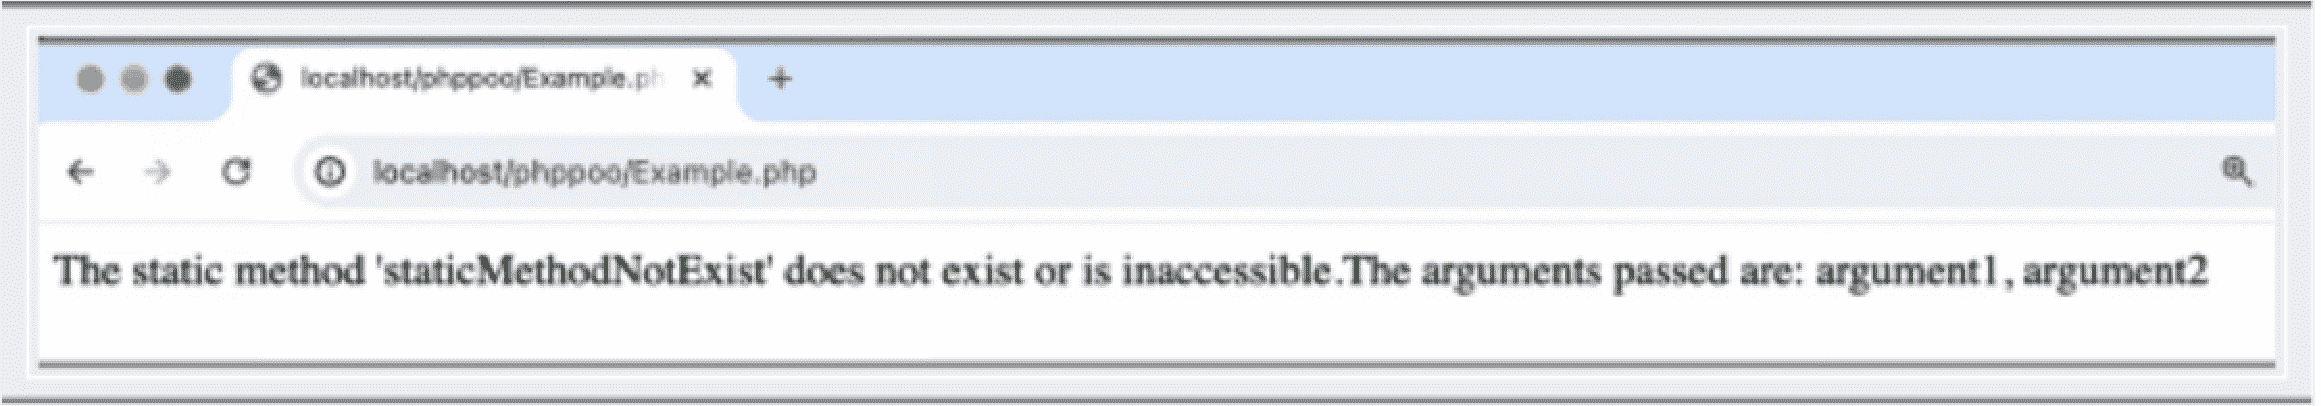 localhost/phppoo/Example.ph
localhost/phppoo/Example.php
The static method 'staticMethodNotExist' does not exist or is inaccessible.The arguments passed are: argument1, argument2